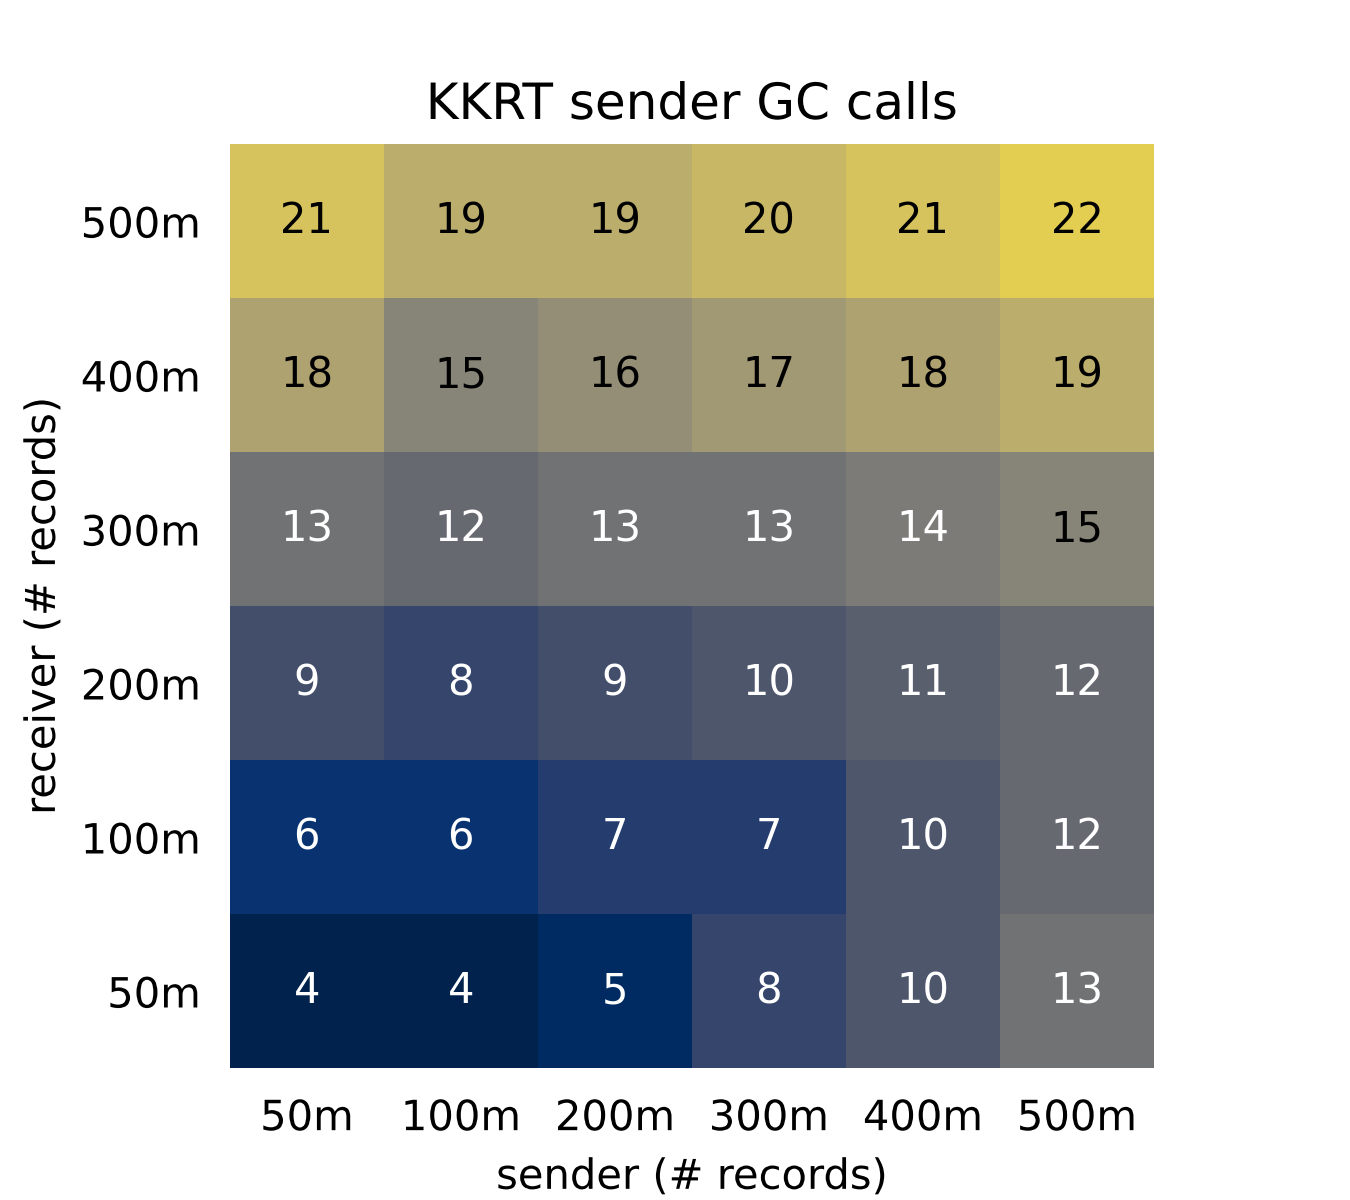 KKRT sender GC calls
500m 21 19 19 20 21 22
400m 18 15 16 17 18 19
300m 13 12 13 13 14 15
200m 9 8 9 10 11 12
100m 6 6 7 7 10 12
50m 4 4 5 8 10 13
50m 100m 200m 300m 400m 500m
sender (# records)
receiver (# records)